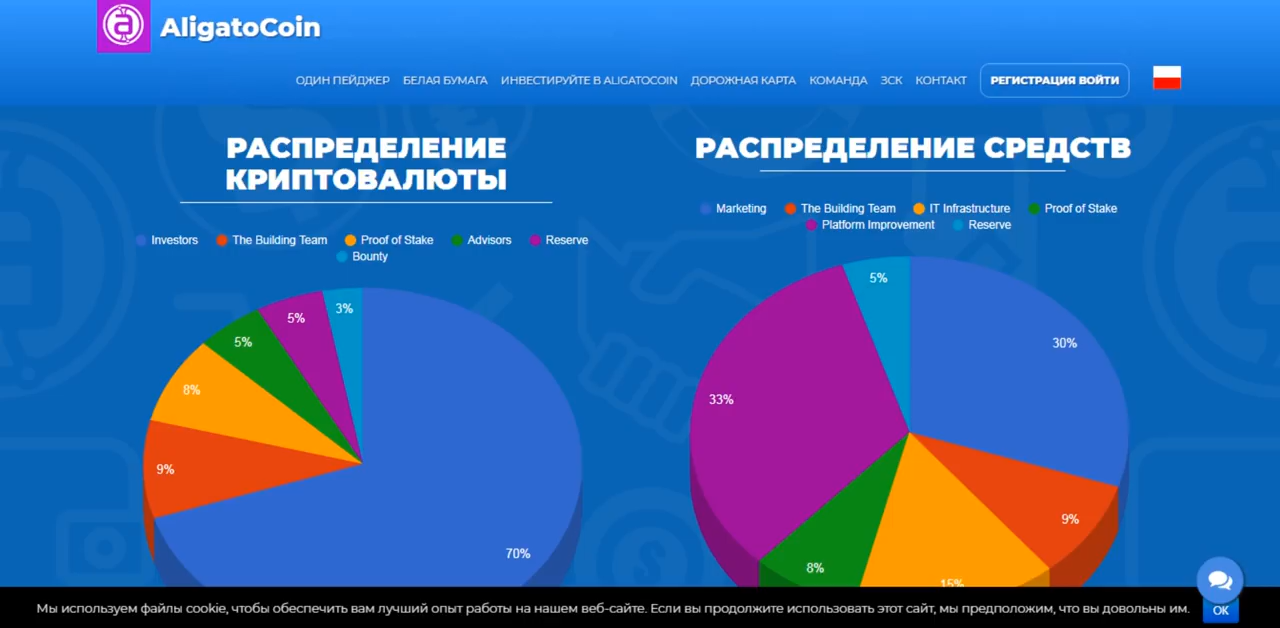 AligatoCoin
ОДИН ПЕЙДЖЕР БЕЛАЯ БУМАГА ИНВЕСТИРУЙТЕ В ALIGATOCOIN ДОРОЖНАЯ КАРТА КОМАНДА ЗСК КОНТАКТ РЕГИСТРАЦИЯ ВОЙТИ
РАСПРЕДЕЛЕНИЕ
КРИПТОВАЛЮТЫ
Investors The Building Team Proof of Stake Advisors Reserve
Bounty
3%
5%
5%
8%
9%
70%
РАСПРЕДЕЛЕНИЕ СРЕДСТВ
Marketing The Building Team IT Infrastructure Proof of Stake
Platform Improvement Reserve
5%
30%
33%
9%
8%
15%
Мы используем файлы cookie, чтобы обеспечить вам лучший опыт работы на нашем веб-сайте. Если вы продолжите использовать этот сайт, мы предположим, что вы довольны им.
ОК